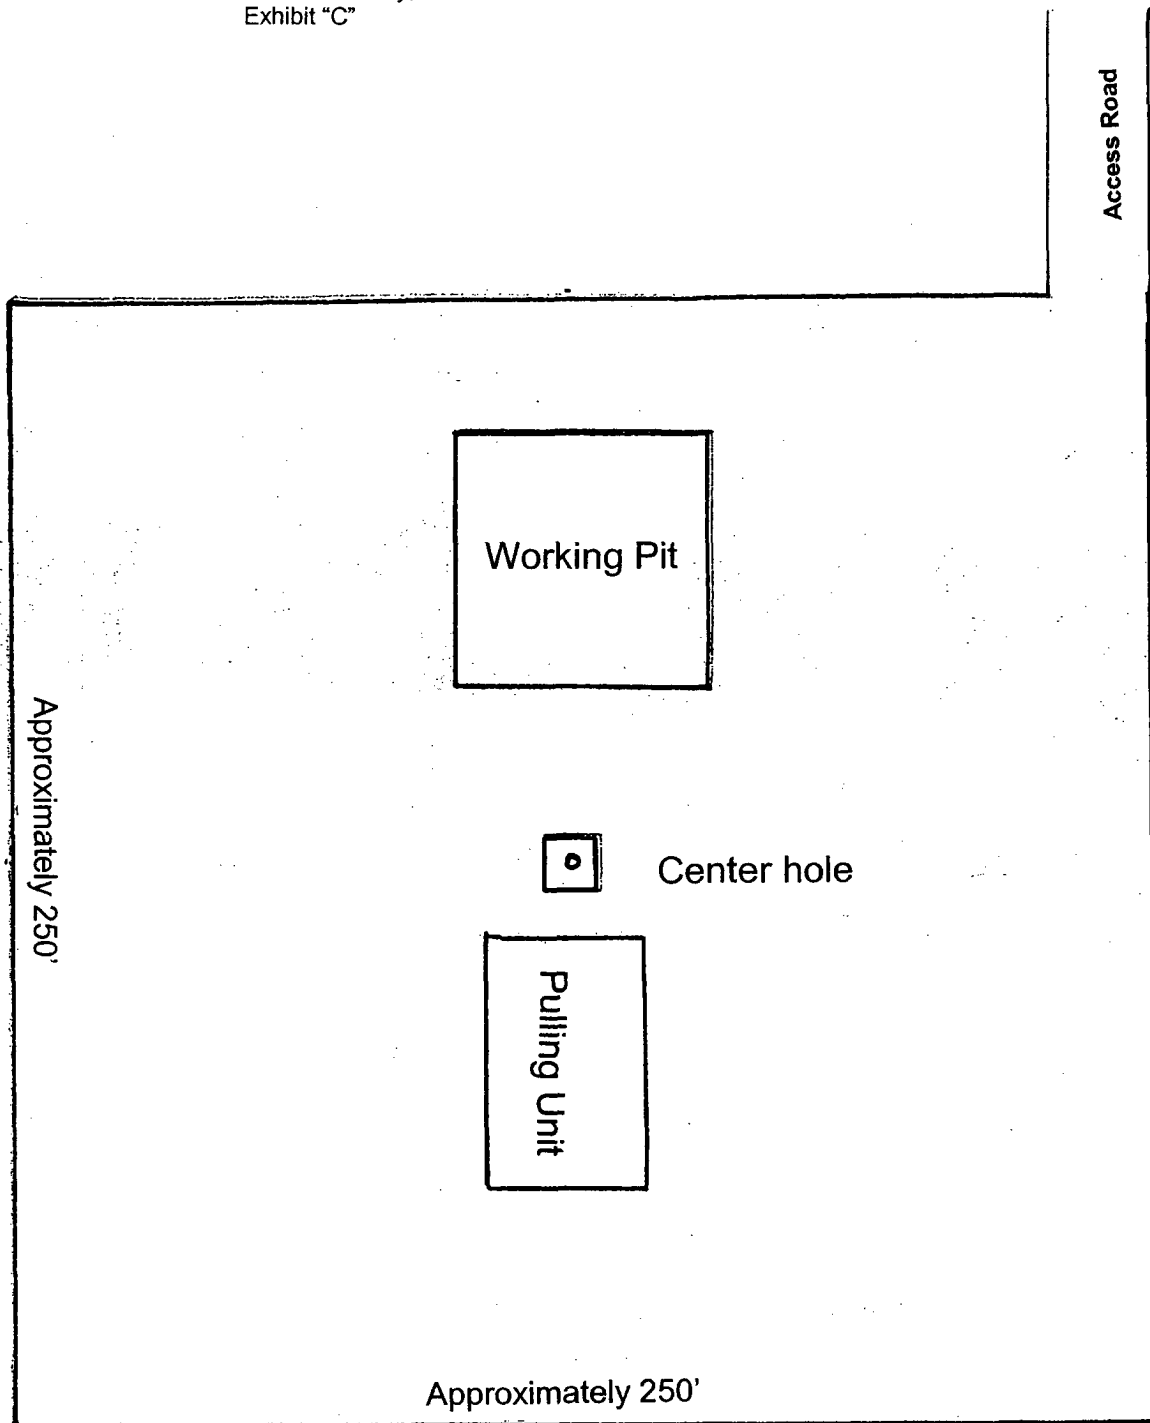 Exhibit “C”
Access Road
Working Pit
Approximately 250’
Center hole
Pulling Unit
Approximately 250’